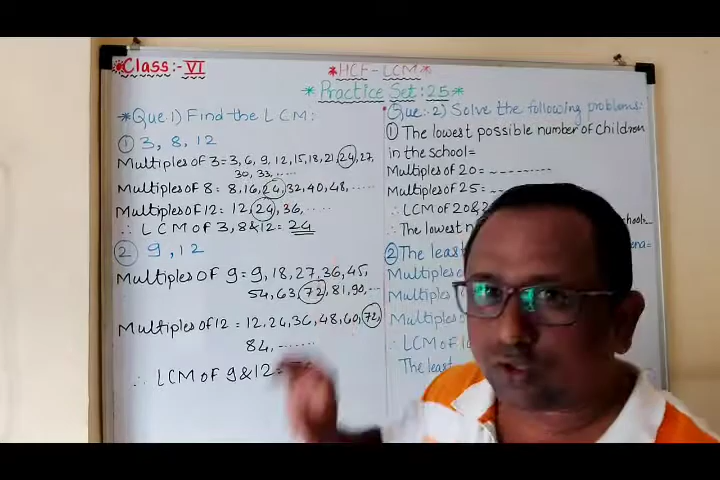 *Class:- VI
*HCF-LCM*
*Practice Set:25*
*Que.1) Find the LCM:
① 3, 8, 12
Multiples of 3=3, 6, 9, 12, 15, 18, 21, 24, 27,
30, 33, .....
Multiples of 8 = 8, 16, 24, 32, 40, 48, .....
Multiples of 12= 12, 24, 36, .....
∴ LCM of 3,8&12= 24
② 9, 12
Multiples of 9= 9, 18, 27, 36, 45,
54, 63, 72, 81, 90, ..
Multiples of 12 = 12, 24, 36, 48, 60, 72,
84, ......
∴ LCM of 9&12=
*Que:-2) Solve the following problems:
① The lowest possible number of children
in the school=
Multiples of 20= ----------
Multiples of 25=
∴ LCM of 20&2
∴ The lowest school=
② The least =
Multiples
Multiples
∴ LCM of
The least